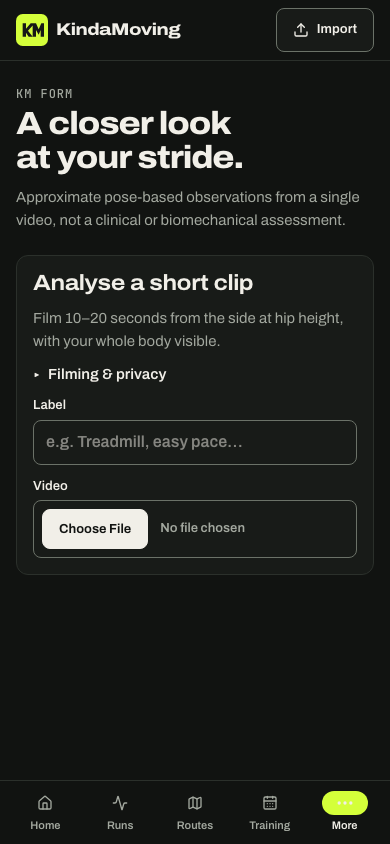 KM KindaMoving
Import
KM FORM
A closer look
at your stride.
Approximate pose-based observations from a single
video, not a clinical or biomechanical assessment.
Analyse a short clip
Film 10–20 seconds from the side at hip height,
with your whole body visible.
Filming & privacy
Label
e.g. Treadmill, easy pace...
Video
Choose File No file chosen
Home Runs Routes Training More